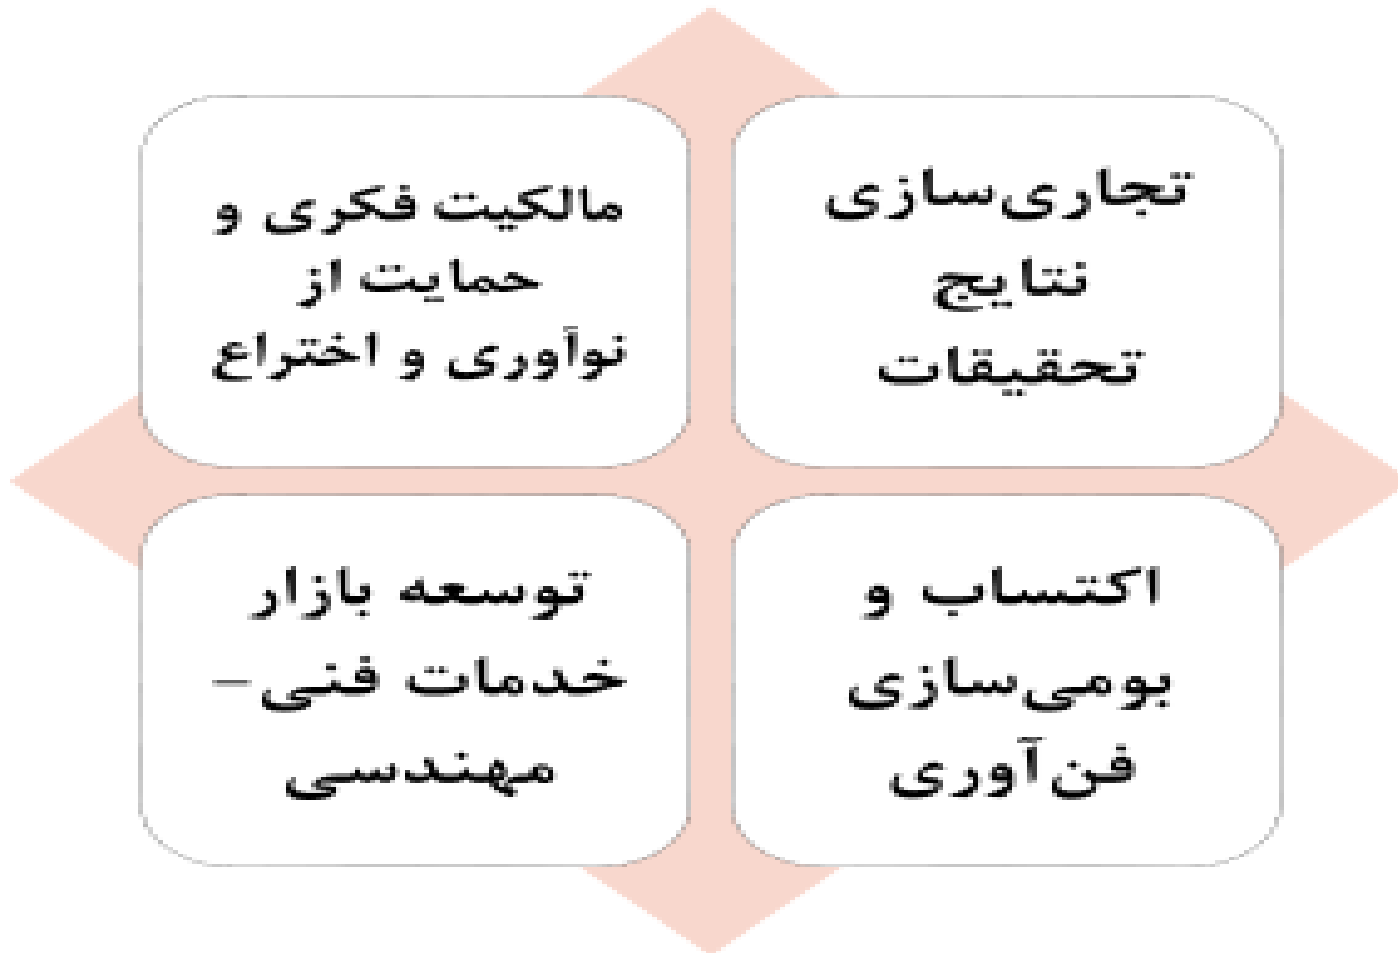 تجاری‌سازی
نتایج
تحقیقات
مالکیت فکری و
حمایت از
نوآوری و اختراع
اکتساب و
بومی‌سازی
فن‌آوری
توسعه بازار
خدمات فنی–
مهندسی